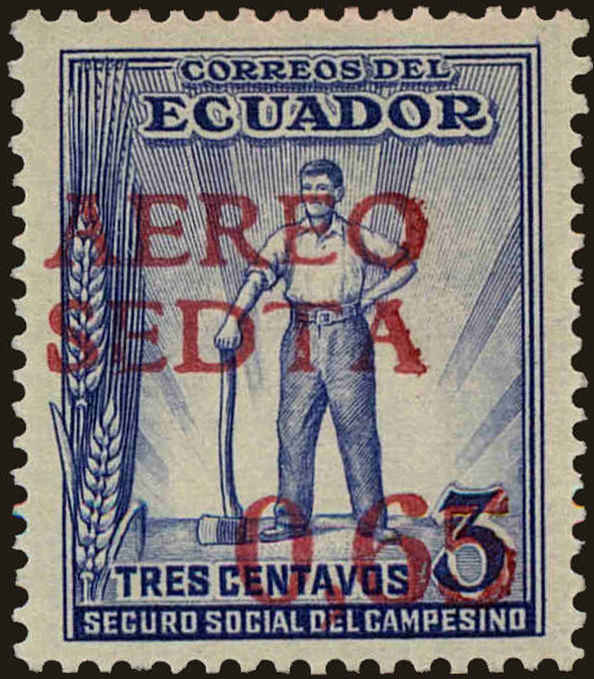 CORREOS DEL
ECUADOR
AEREO
SEDTA
0,65
3
TRES CENTAVOS
SEGURO SOCIAL DEL CAMPESINO